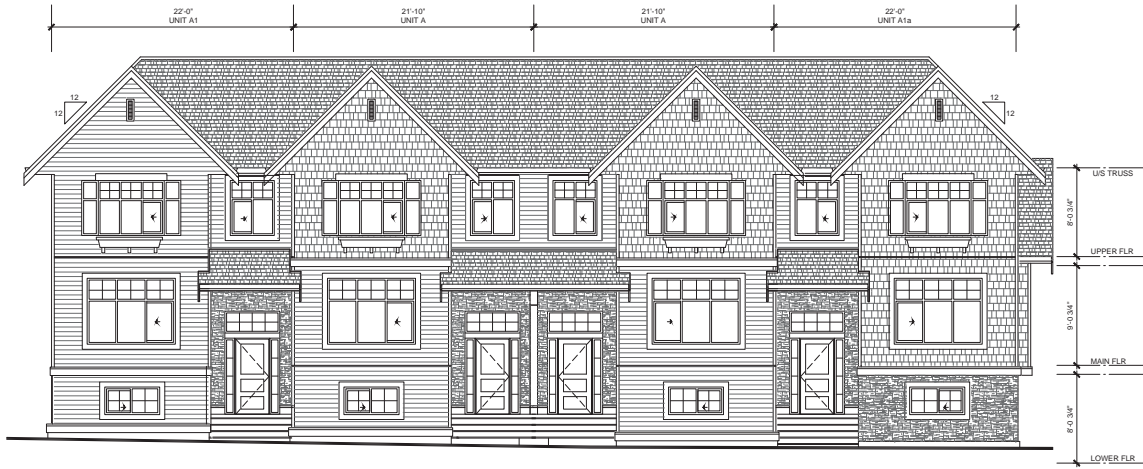 22'-0"
UNIT A1
21'-10"
UNIT A
21'-10"
UNIT A
22'-0"
UNIT A1a
12
12
12
12
U/S TRUSS
8'-0 3/4"
UPPER FLR
9'-0 3/4"
MAIN FLR
8'-0 3/4"
LOWER FLR